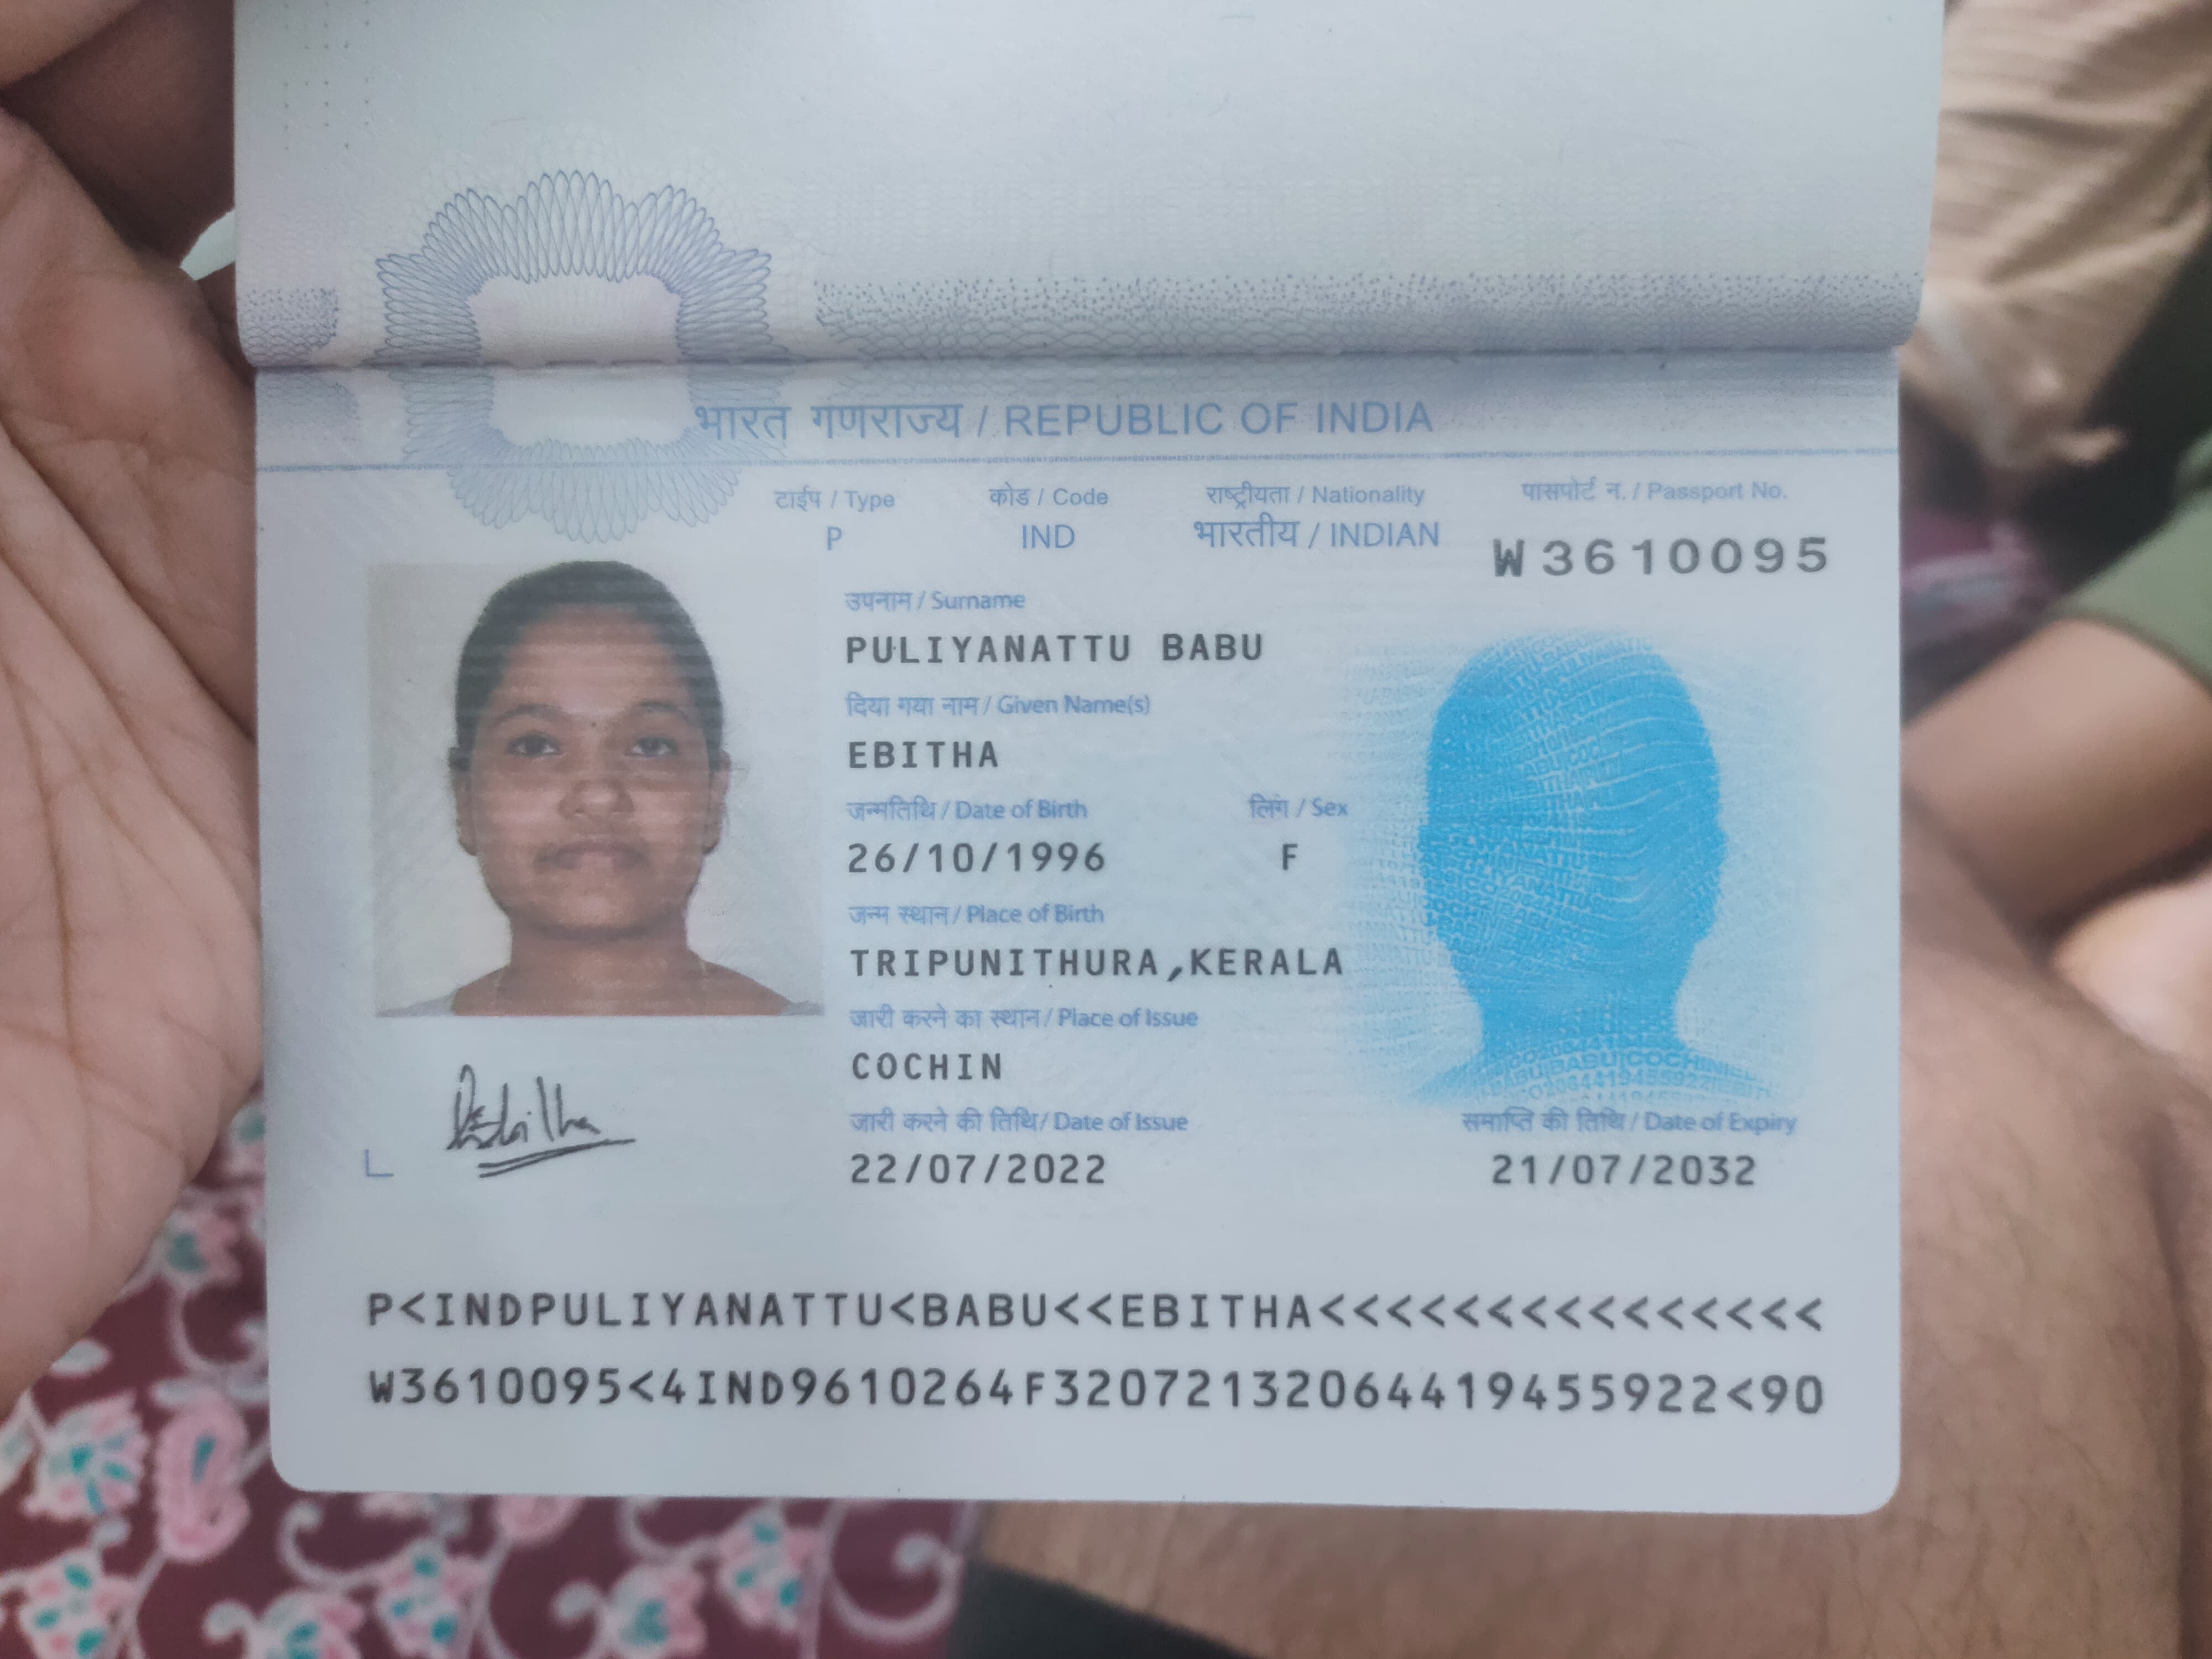 भारत गणराज्य / REPUBLIC OF INDIA
टाईप / Type कोड / Code राष्ट्रीयता / Nationality पासपोर्ट न. / Passport No.
P IND भारतीय / INDIAN W3610095
उपनाम / Surname
PULIYANATTU BABU
दिया गया नाम / Given Name(s)
EBITHA
जन्मतिथि / Date of Birth लिंग / Sex
26/10/1996 F
जन्म स्थान / Place of Birth
TRIPUNITHURA,KERALA
जारी करने का स्थान / Place of Issue
COCHIN
जारी करने की तिथि / Date of Issue समाप्ति की तिथि / Date of Expiry
22/07/2022 21/07/2032
P<INDPULIYANATTU<BABU<<EBITHA<<<<<<<<<<<<<<<
W3610095<4IND9610264F3207213206441945592​2<90